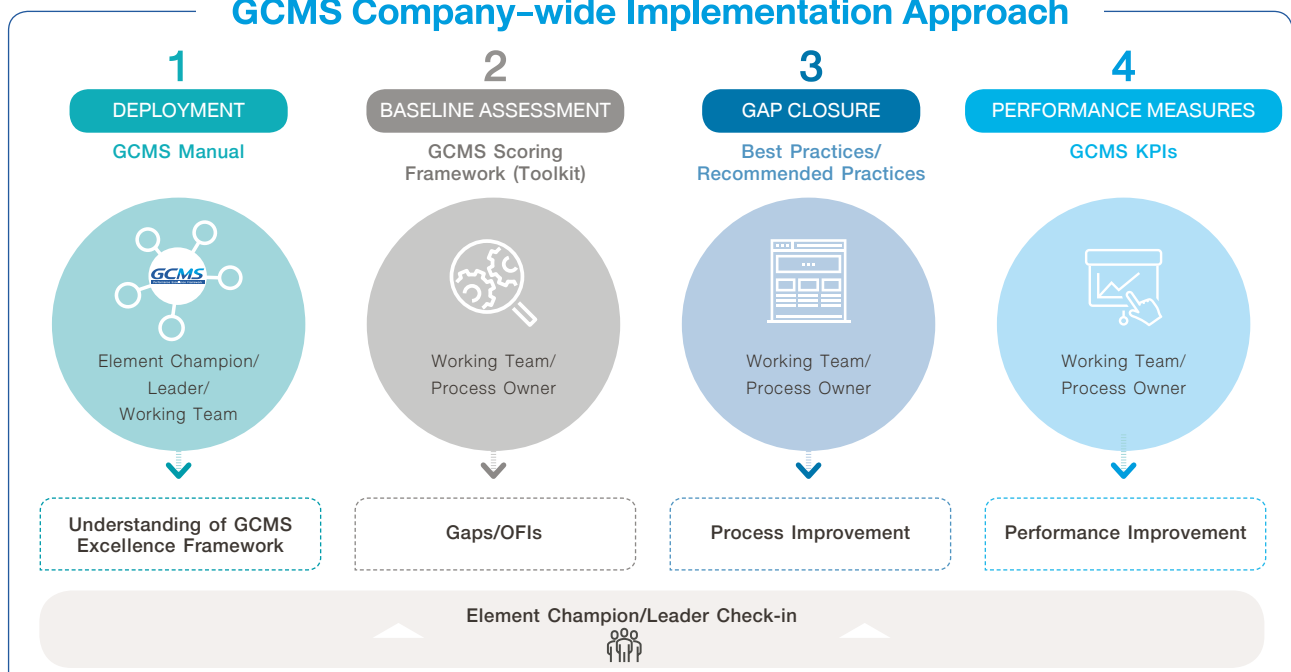 GCMS Company-wide Implementation Approach
1
DEPLOYMENT
GCMS Manual
GCMS
Element Champion/
Leader/
Working Team
Understanding of GCMS
Excellence Framework
2
BASELINE ASSESSMENT
GCMS Scoring
Framework (Toolkit)
Working Team/
Process Owner
Gaps/OFIs
3
GAP CLOSURE
Best Practices/
Recommended Practices
Working Team/
Process Owner
Process Improvement
4
PERFORMANCE MEASURES
GCMS KPIs
Working Team/
Process Owner
Performance Improvement
Element Champion/Leader Check-in